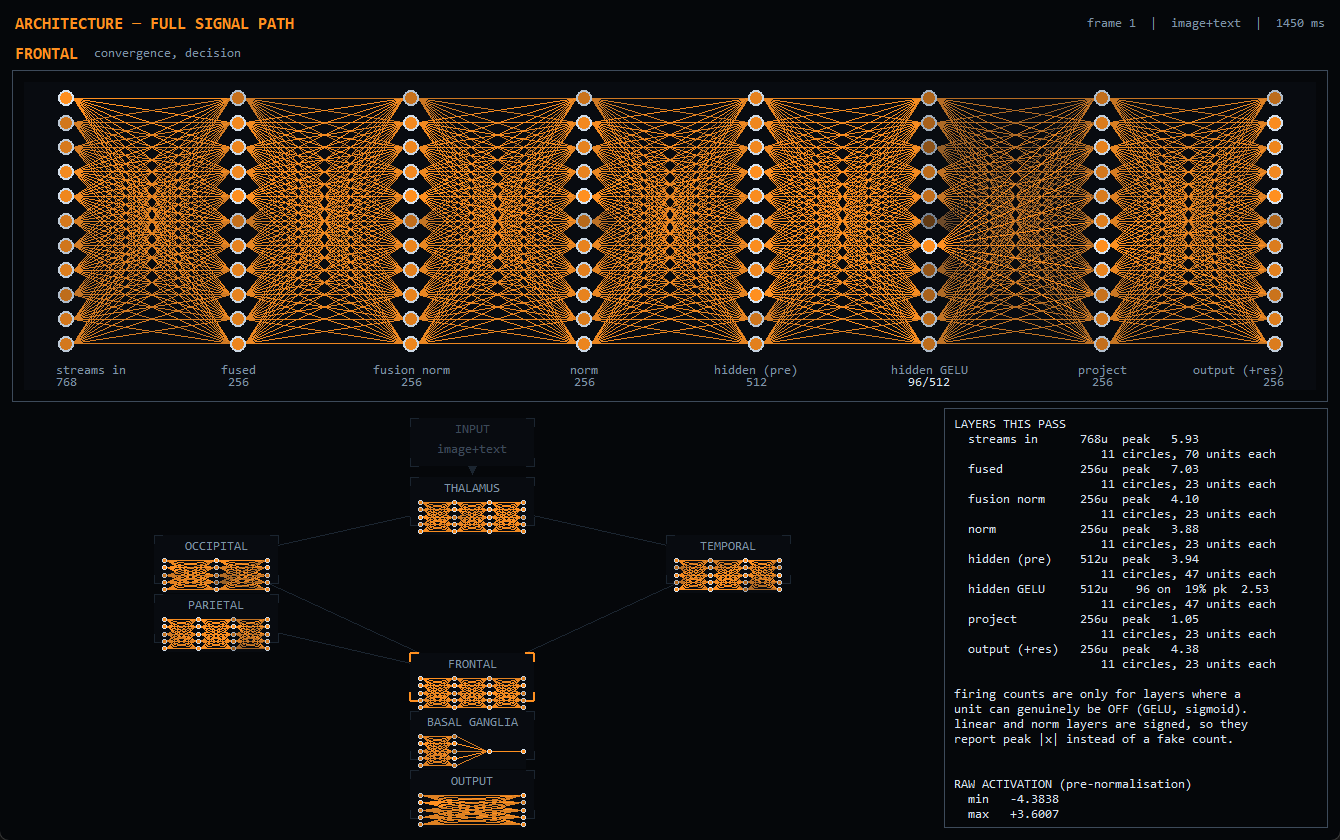 ARCHITECTURE — FULL SIGNAL PATH
frame 1 | image+text | 1450 ms
FRONTAL convergence, decision
streams in fused fusion norm norm hidden (pre) hidden GELU project output (+res)
768 256 256 256 512 96/512 256 256
INPUT
image+text
THALAMUS
OCCIPITAL
TEMPORAL
PARIETAL
FRONTAL
BASAL GANGLIA
OUTPUT
LAYERS THIS PASS
streams in 768u peak 5.93
11 circles, 70 units each
fused 256u peak 7.03
11 circles, 23 units each
fusion norm 256u peak 4.10
11 circles, 23 units each
norm 256u peak 3.88
11 circles, 23 units each
hidden (pre) 512u peak 3.94
11 circles, 47 units each
hidden GELU 512u 96 on 19% pk 2.53
11 circles, 47 units each
project 256u peak 1.05
11 circles, 23 units each
output (+res) 256u peak 4.38
11 circles, 23 units each
firing counts are only for layers where a
unit can genuinely be OFF (GELU, sigmoid).
linear and norm layers are signed, so they
report peak |x| instead of a fake count.
RAW ACTIVATION (pre-normalisation)
min -4.3838
max +3.6007